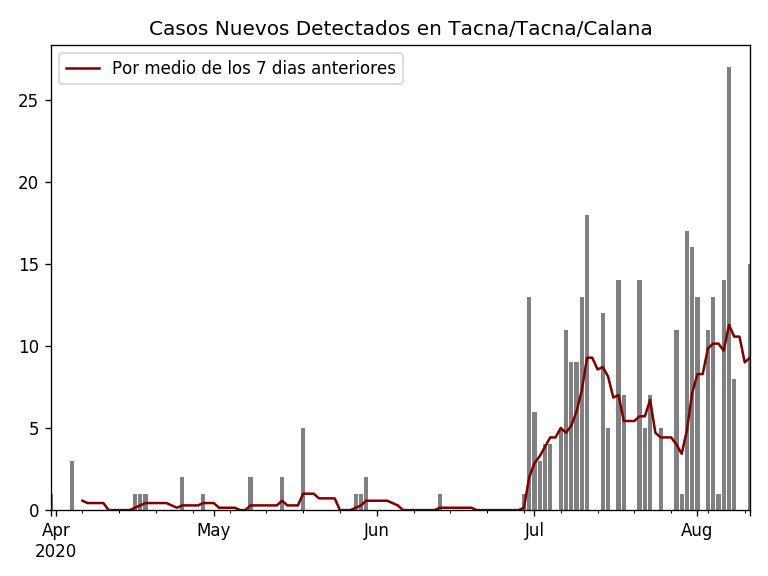 Casos Nuevos Detectados en Tacna/Tacna/Calana
Por medio de los 7 dias anteriores
25
20
15
10
5
0
Apr May Jun Jul Aug
2020